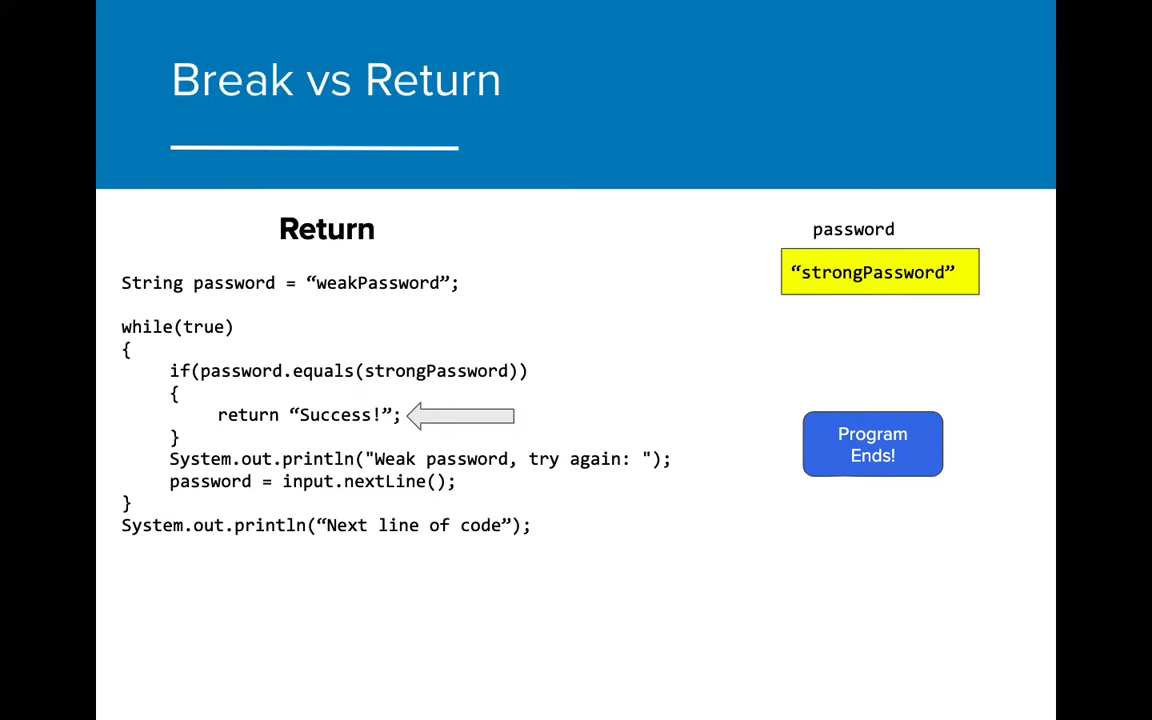 Break vs Return
Return
String password = “weakPassword”;
while(true)
{
if(password.equals(strongPassword))
{
return “Success!”;
}
System.out.println("Weak password, try again: ");
password = input.nextLine();
}
System.out.println(“Next line of code”);
password
“strongPassword”
Program
Ends!